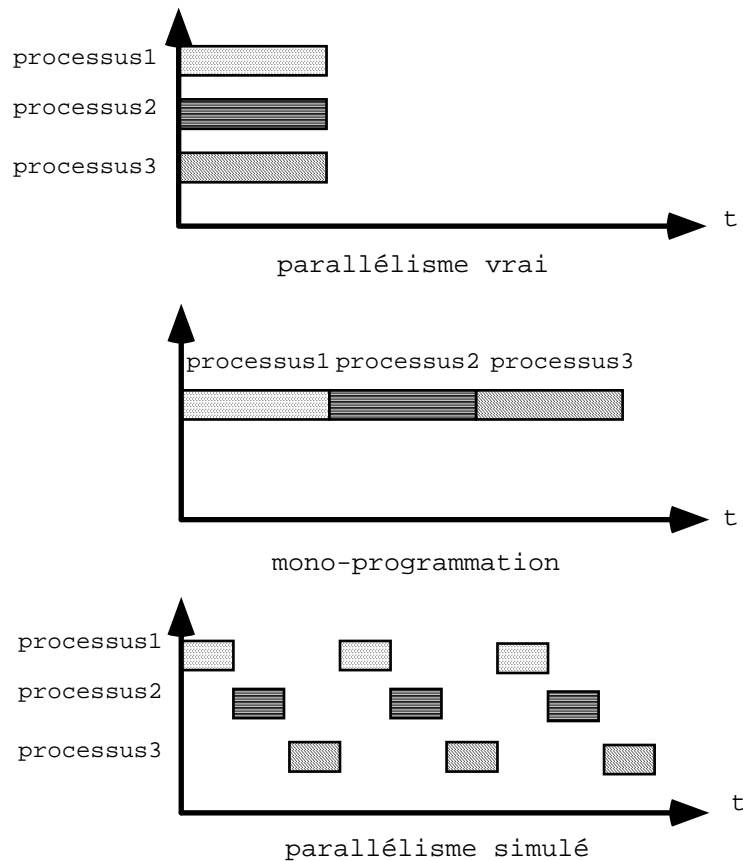 processus1
processus2
processus3
t
parallélisme vrai
processus1 processus2 processus3
t
mono-programmation
processus1
processus2
processus3
t
parallélisme simulé